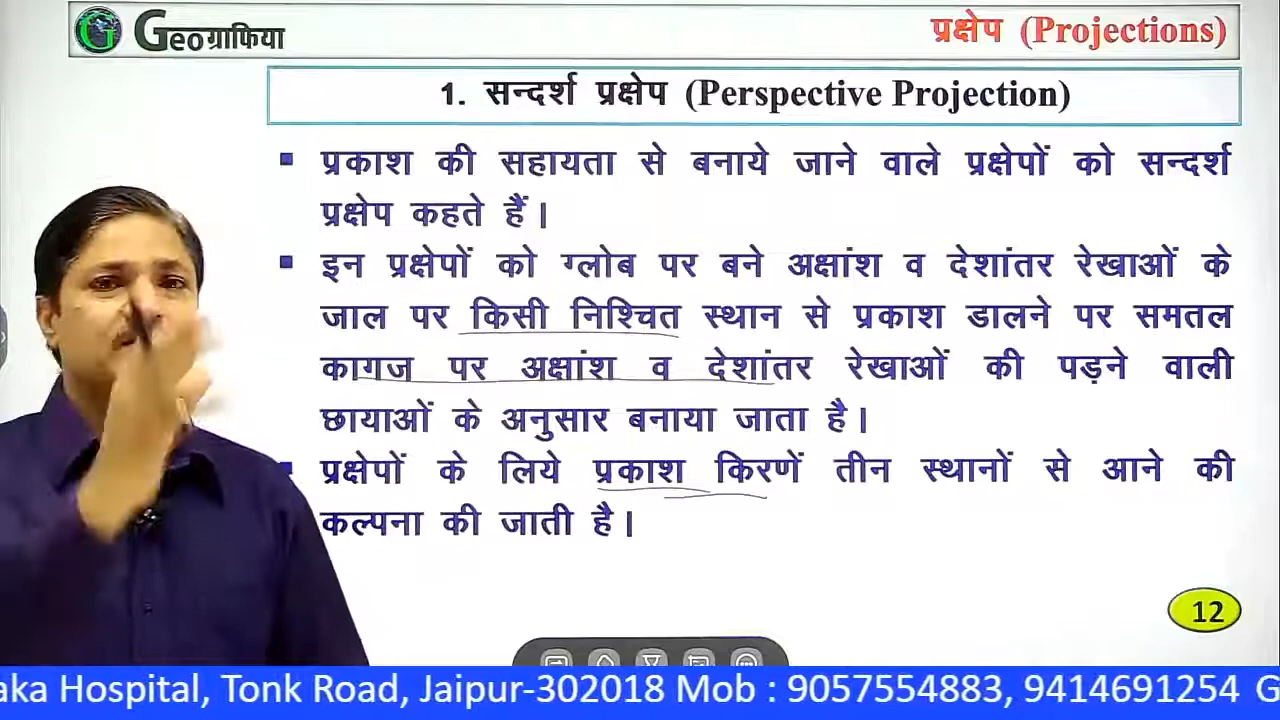 Geoग्राफिया
प्रक्षेप (Projections)
1. सन्दर्श प्रक्षेप (Perspective Projection)
▪ प्रकाश की सहायता से बनाये जाने वाले प्रक्षेपों को सन्दर्श
प्रक्षेप कहते हैं।
▪ इन प्रक्षेपों को ग्लोब पर बने अक्षांश व देशांतर रेखाओं के
जाल पर किसी निश्चित स्थान से प्रकाश डालने पर समतल
कागज पर अक्षांश व देशांतर रेखाओं की पड़ने वाली
छायाओं के अनुसार बनाया जाता है।
▪ प्रक्षेपों के लिये प्रकाश किरणें तीन स्थानों से आने की
कल्पना की जाती है।
12
aka Hospital, Tonk Road, Jaipur-302018 Mob : 9057554883, 9414691254 G